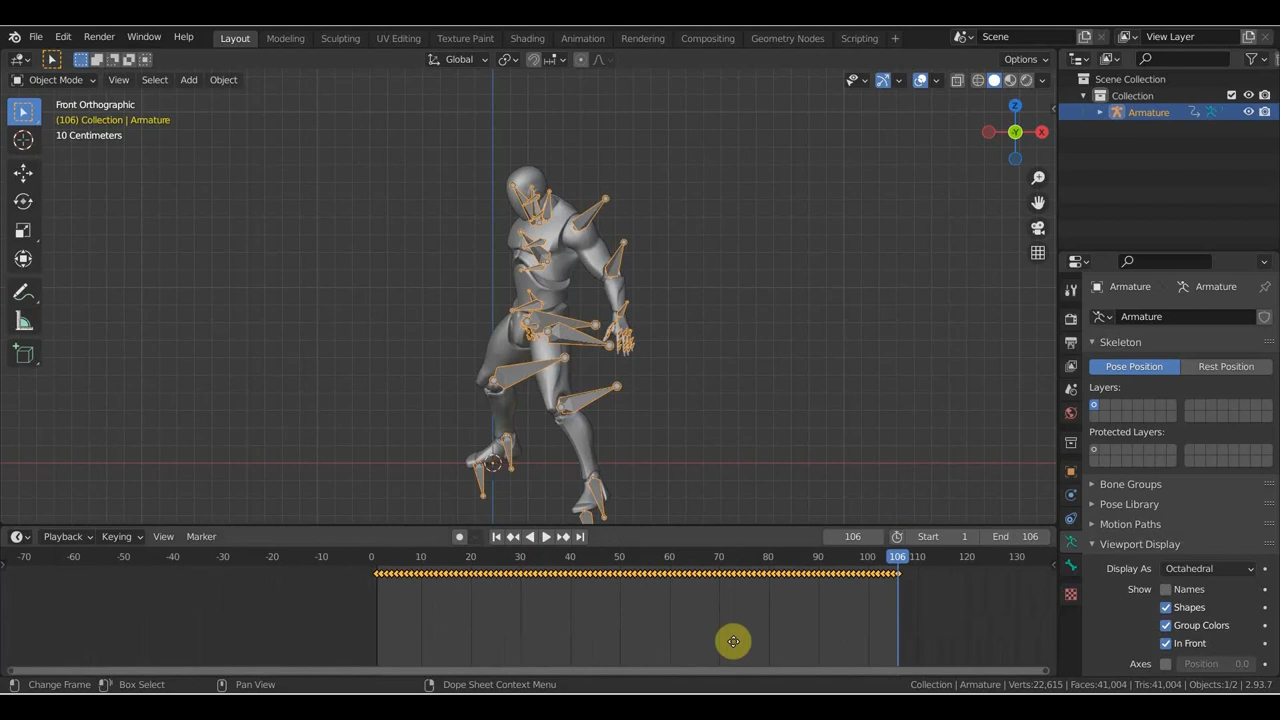 File Edit Render Window Help Layout Modeling Sculpting UV Editing Texture Paint Shading Animation Rendering Compositing Geometry Nodes Scripting + Scene View Layer
Global Options
Object Mode View Select Add Object
Front Orthographic
(106) Collection | Armature
10 Centimeters
Z
-Y
X
Scene Collection
Collection
Armature
Armature Armature
Armature
Skeleton
Pose Position Rest Position
Layers:
Protected Layers:
Bone Groups
Pose Library
Motion Paths
Viewport Display
Display As Octahedral
Show Names
Shapes
Group Colors
In Front
Axes Position 0.0
Playback Keying View Marker 106 Start 1 End 106
-70 -60 -50 -40 -30 -20 -10 0 10 20 30 40 50 60 70 80 90 100 106 110 120 130
Change Frame Box Select Pan View Dope Sheet Context Menu Collection | Armature | Verts:22,615 | Faces:41,004 | Tris:41,004 | Objects:1/2 | 2.93.7